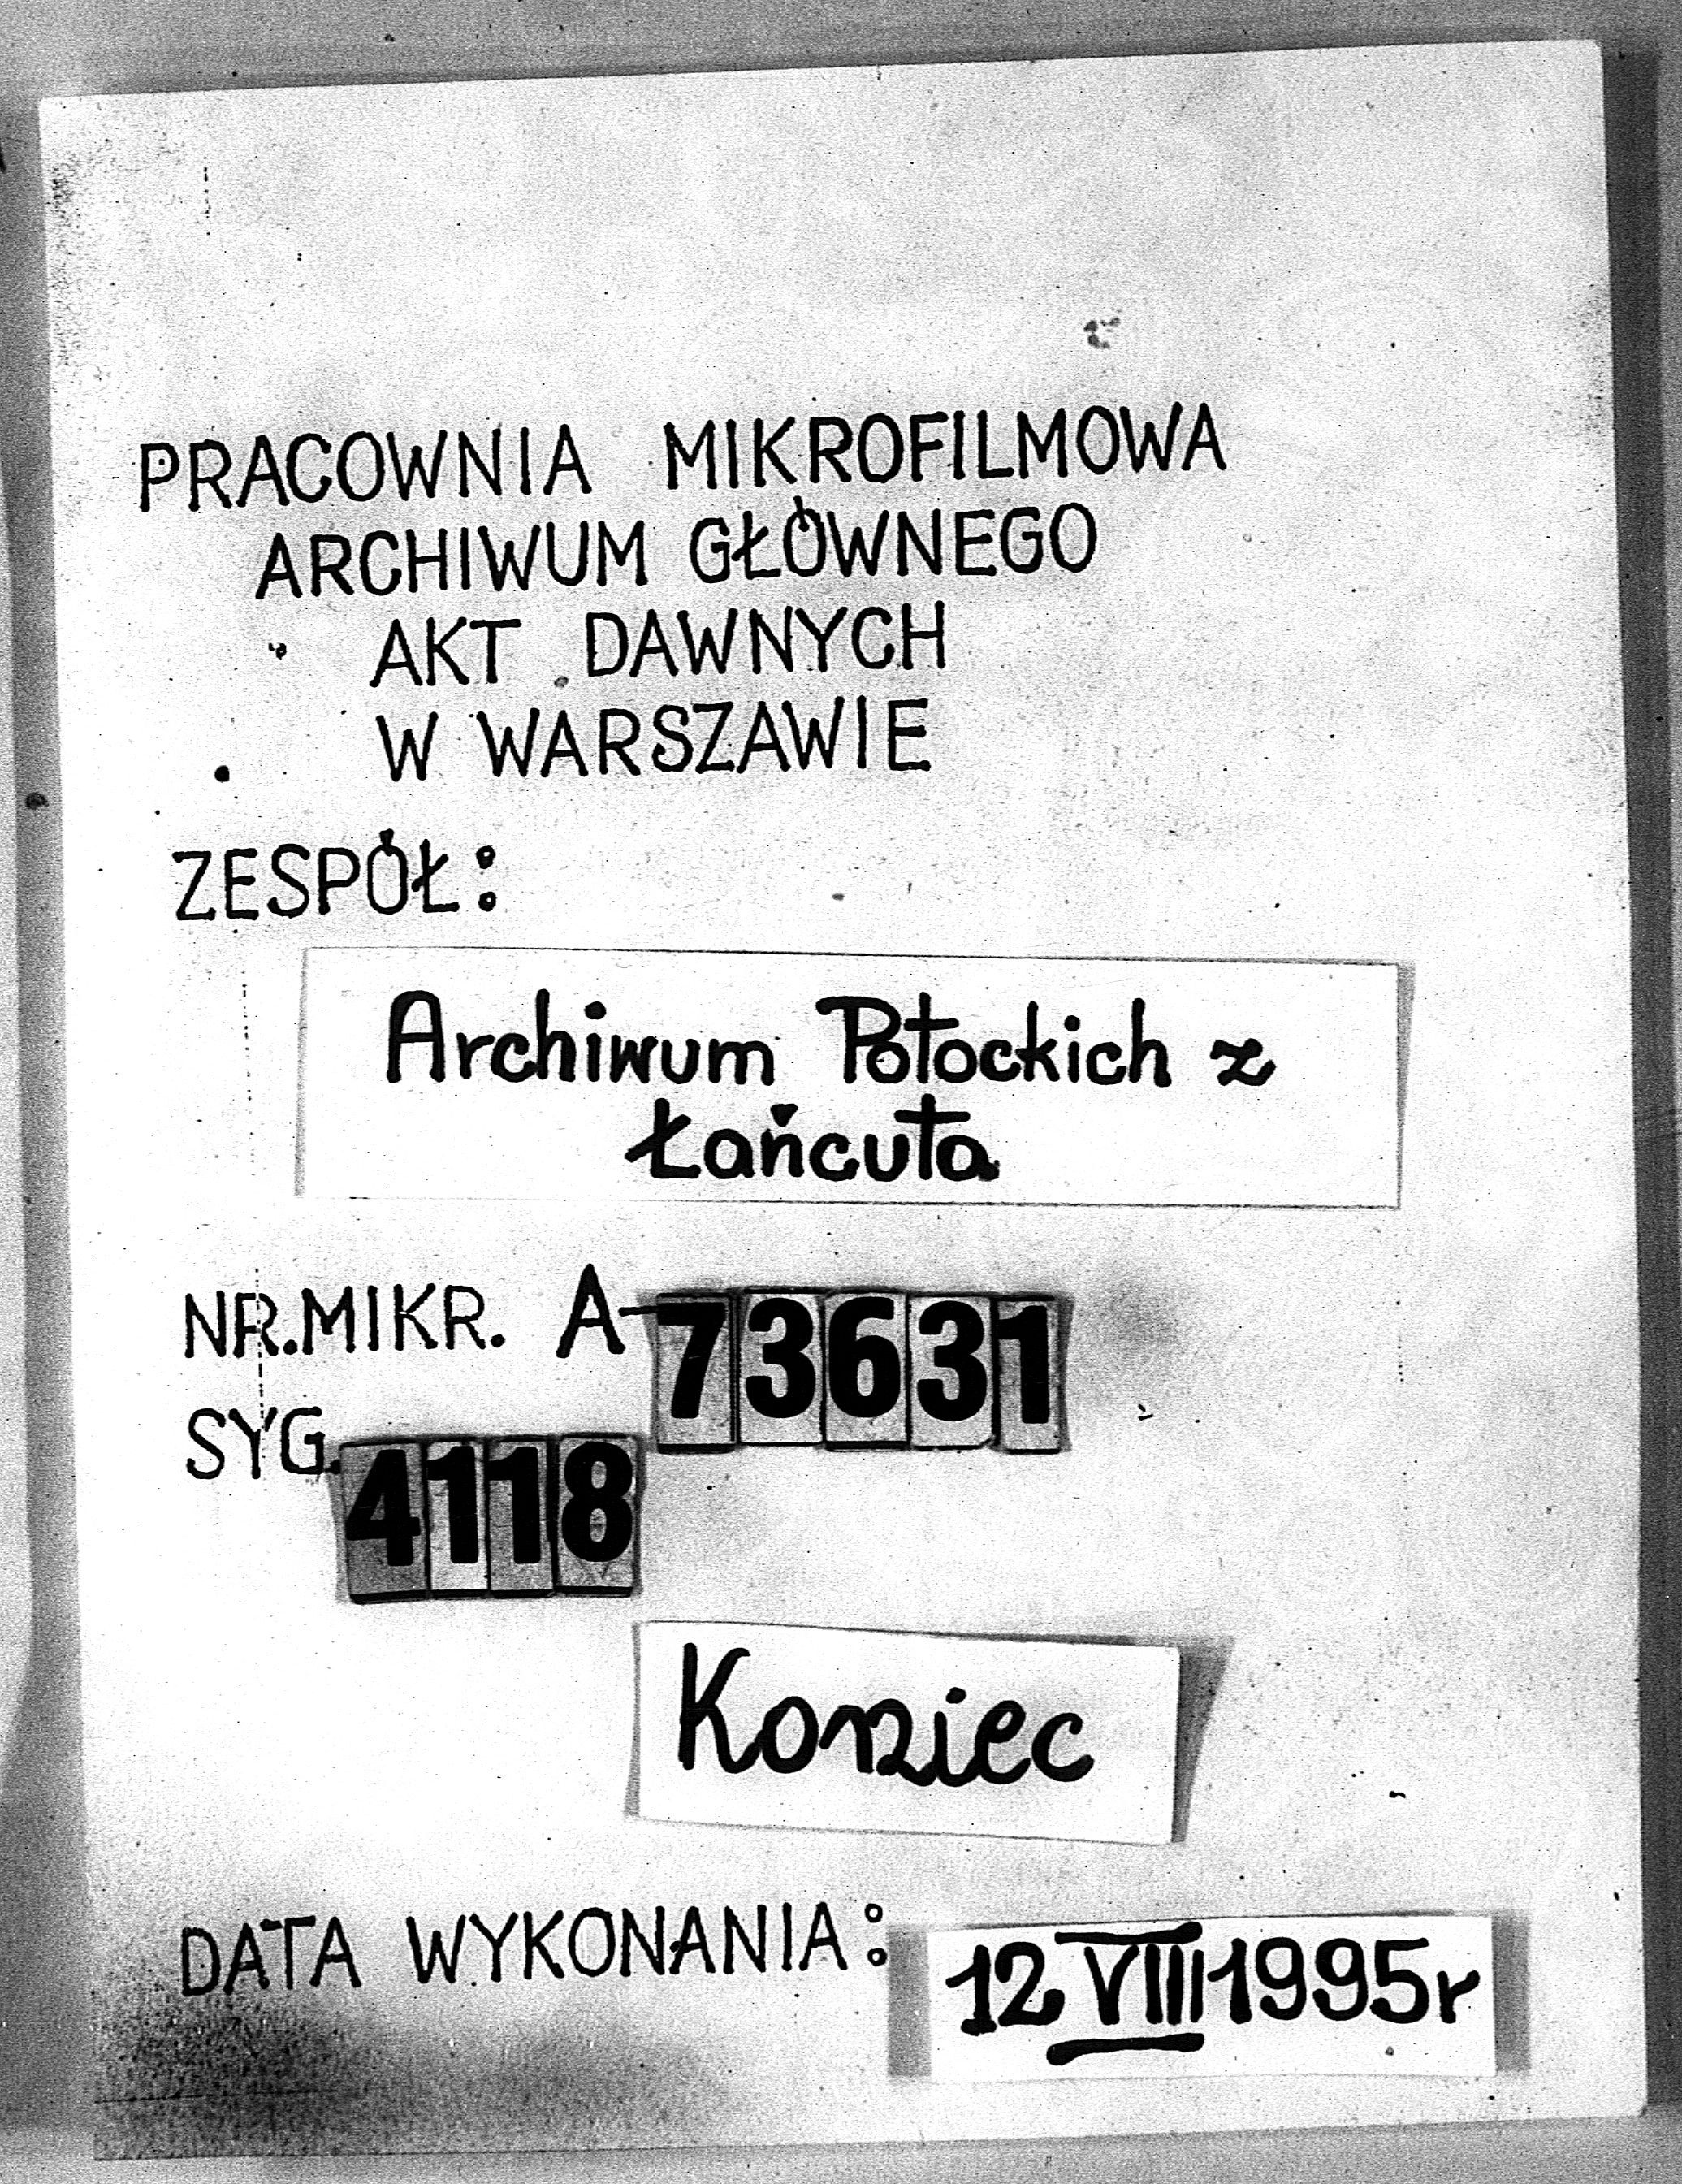 PRACOWNIA MIKROFILMOWA
ARCHIWUM GŁÓWNEGO
AKT DAWNYCH
W WARSZAWIE
ZESPÓŁ:
Archiwum Potockich z
Łańcuta
NR.MIKR. A-73631
SYG. 4118
Koniec
DATA WYKONANIA: 12 VIII 1995r